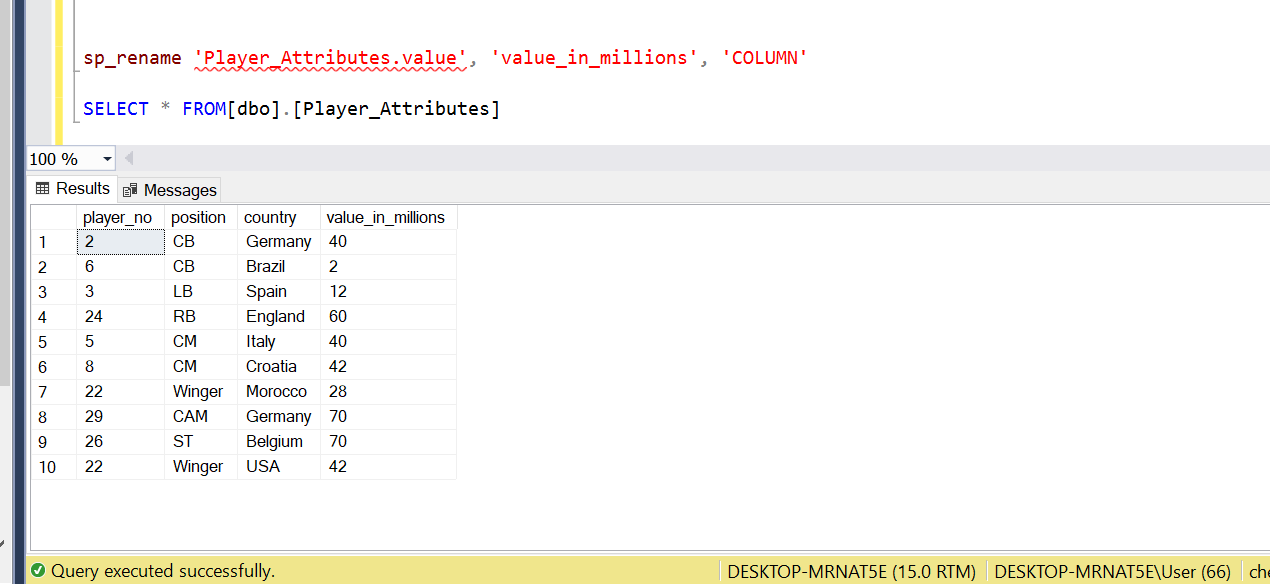 sp_rename 'Player_Attributes.value', 'value_in_millions', 'COLUMN'
SELECT * FROM[dbo].[Player_Attributes]
100 %
Results Messages
player_no position country value_in_millions
1 2 CB Germany 40
2 6 CB Brazil 2
3 3 LB Spain 12
4 24 RB England 60
5 5 CM Italy 40
6 8 CM Croatia 42
7 22 Winger Morocco 28
8 29 CAM Germany 70
9 26 ST Belgium 70
10 22 Winger USA 42
Query executed successfully. DESKTOP-MRNAT5E (15.0 RTM) DESKTOP-MRNAT5E\User (66)